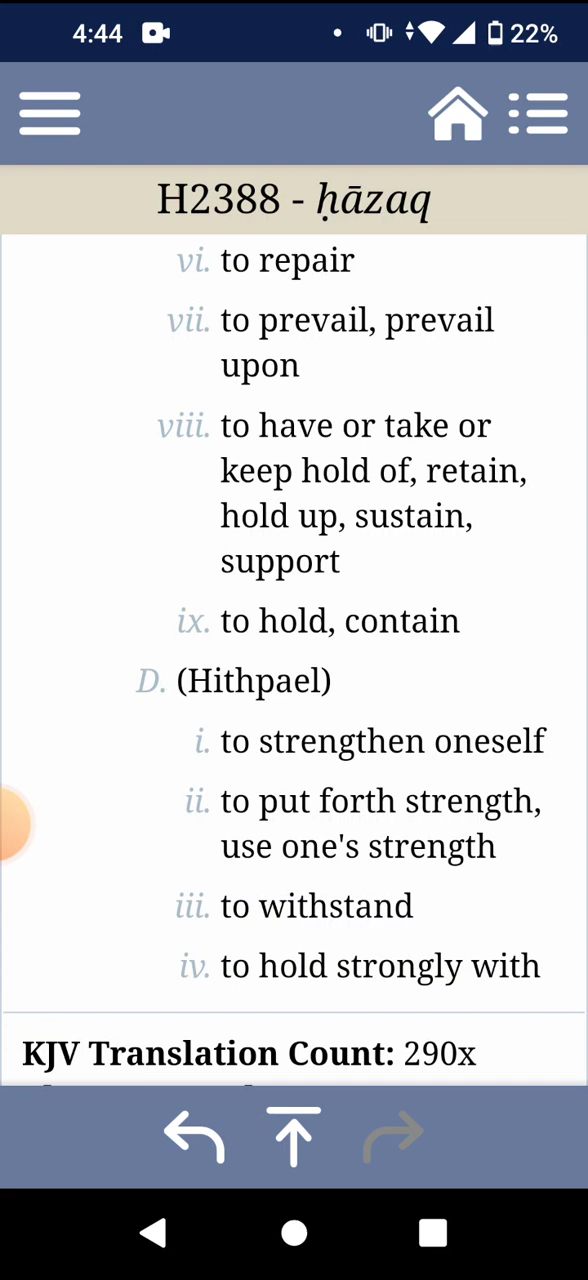 4:44
22%
H2388 - ḥāzaq
vi. to repair
vii. to prevail, prevail
upon
viii. to have or take or
keep hold of, retain,
hold up, sustain,
support
ix. to hold, contain
D. (Hithpael)
i. to strengthen oneself
ii. to put forth strength,
use one's strength
iii. to withstand
iv. to hold strongly with
KJV Translation Count: 290x